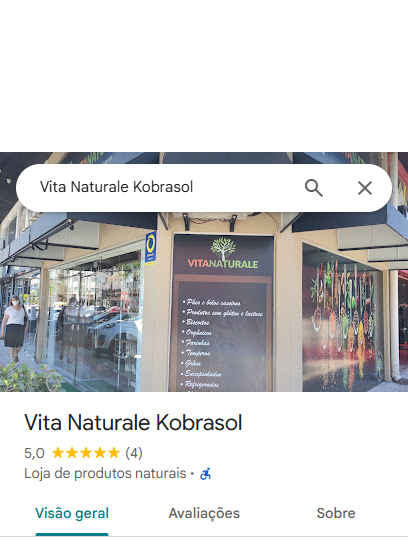 Vita Naturale Kobrasol
VITANATURALE
• Pães e bolos caseiros
• Produtos sem glúten e lactose
• Biscoitos
• Orgânicos
• Farinhas
• Temperos
• Grãos
• Encapsulados
• Refrigerados
Vita Naturale Kobrasol
5,0 ★★★★★ (4)
Loja de produtos naturais •
Visão geral Avaliações Sobre